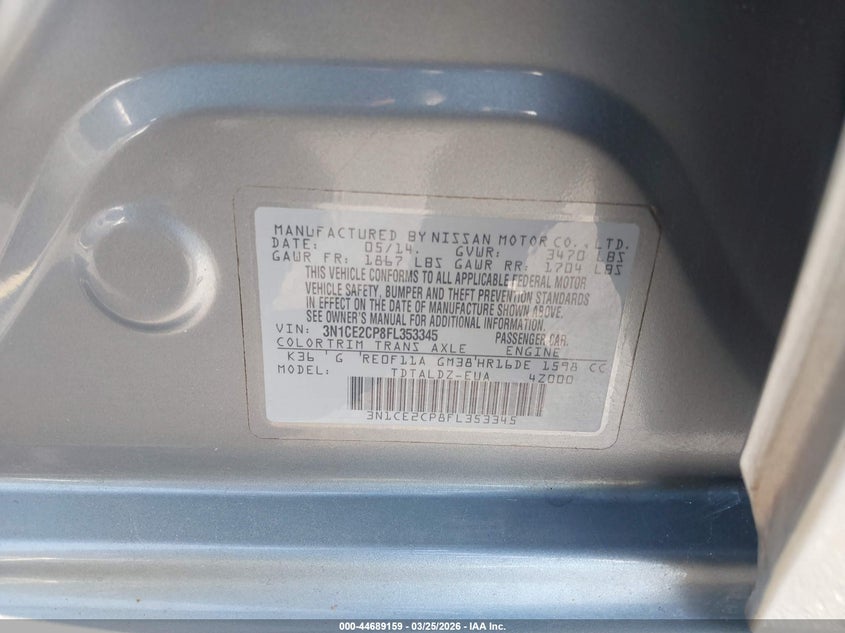 MANUFACTURED BY NISSAN MOTOR CO., LTD.
DATE: 05/14. GVWR: 3470 LBS
GAWR FR: 1867 LBS GAWR RR: 1704 LBS
THIS VEHICLE CONFORMS TO ALL APPLICABLE FEDERAL MOTOR
VEHICLE SAFETY, BUMPER AND THEFT PREVENTION STANDARDS
IN EFFECT ON THE DATE OF MANUFACTURE SHOWN ABOVE.
SEE OWNER'S MANUAL FOR ADDITIONAL INFORMATION.
VIN: 3N1CE2CP8FL353345 PASSENGER CAR.
COLORTRIM TRANS AXLE ENGINE
K36 'G 'RE0F11A GM38'HR16DE 1598 CC
MODEL: TDTALDZ-EUA 4Z000
3N1CE2CP8FL353345
000-44689159 | 03/25/2026 - IAA Inc.